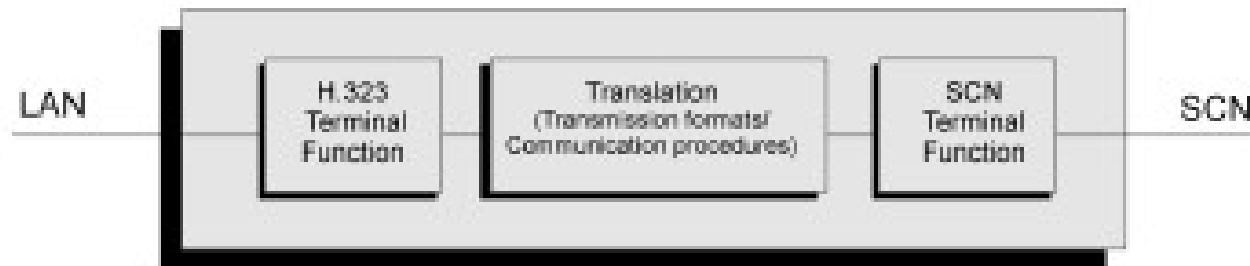 LAN
H.323
Terminal
Function
Translation
(Transmission formats/
Communication procedures)
SCN
Terminal
Function
SCN